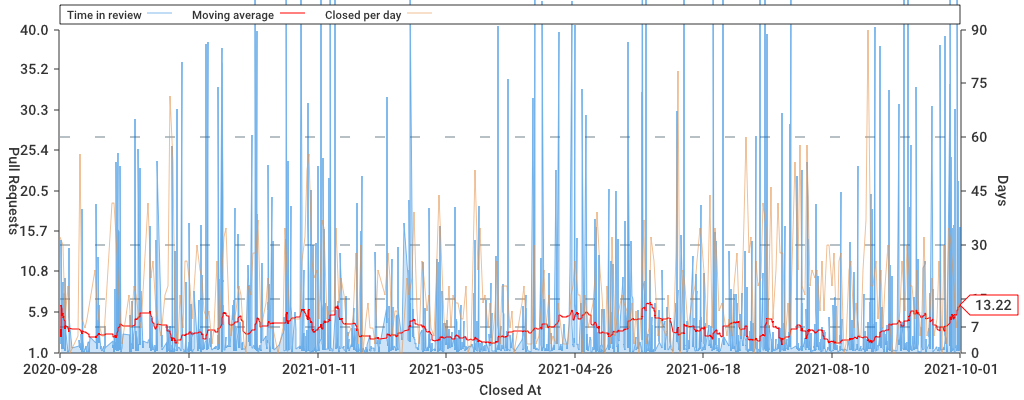 Time in review Moving average Closed per day
40.0 90
35.2 75
30.3 60
25.4 45
20.5 30
15.7 7
10.8 0
5.9
1.0
Pull Requests
Days
13.22
2020-09-28 2020-11-19 2021-01-11 2021-03-05 2021-04-26 2021-06-18 2021-08-10 2021-10-01
Closed At